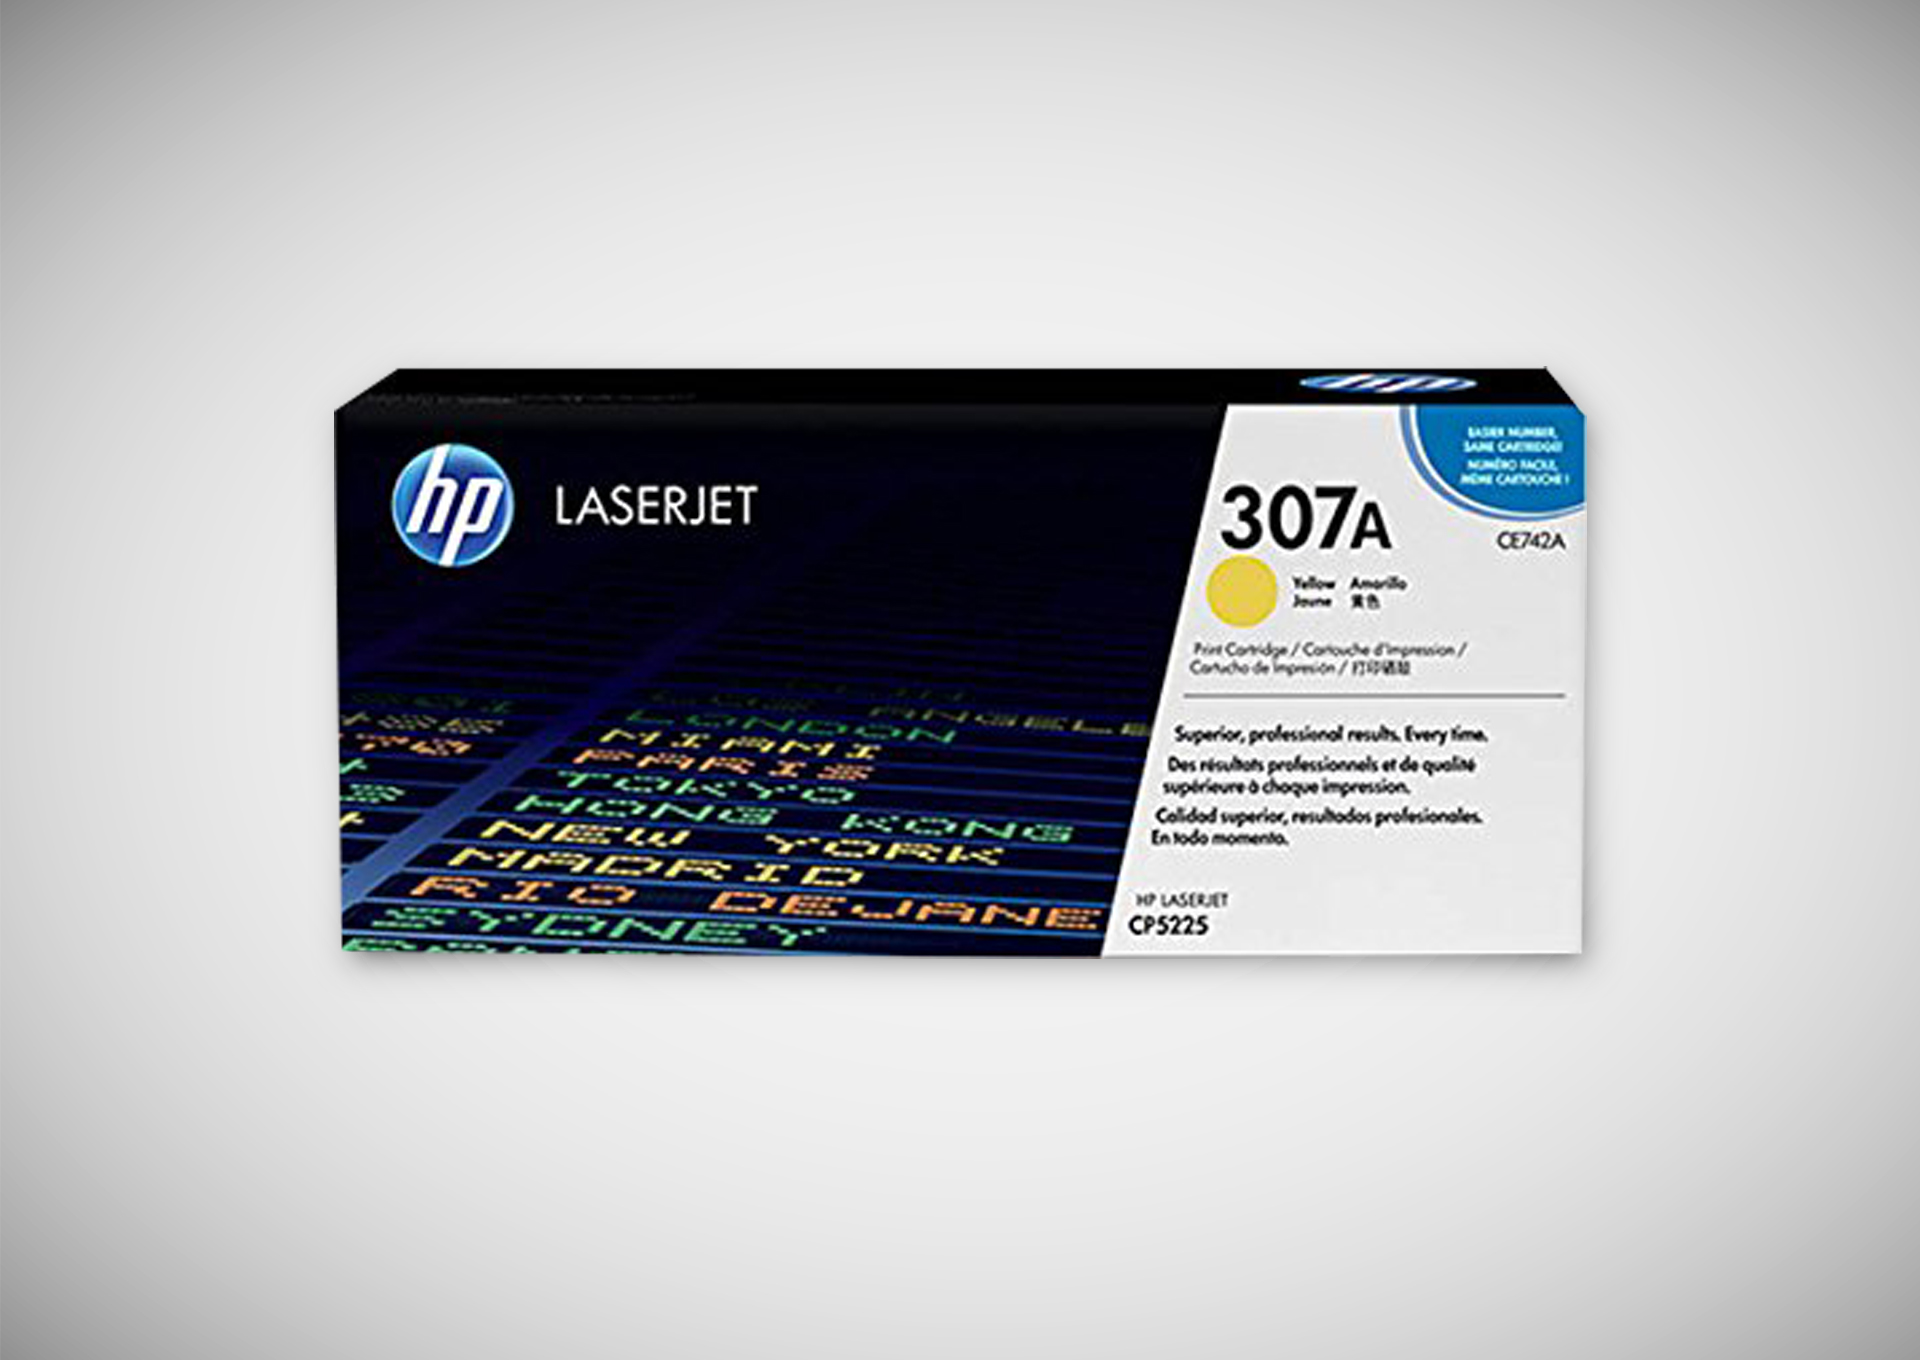 hp
hp
LASERJET
EASIER NUMBER,
SAME CARTRIDGE!
NUMÉRO FACILE,
MÊME CARTOUCHE !
307A
CE742A
Yellow Amarillo
Jaune 黄色
Print Cartridge / Cartouche d'impression /
Cartucho de Impresión / 打印硒鼓
Superior, professional results. Every time.
Des résultats professionnels et de qualité
supérieure à chaque impression.
Calidad superior, resultados profesionales.
En todo momento.
HP LASERJET
CP5225
ANGELE
LONDON
MIAMI
PARIS
TOKYO
HONG KONG
NEW YORK
MADRID
RIO DEJANE
SYDNEY